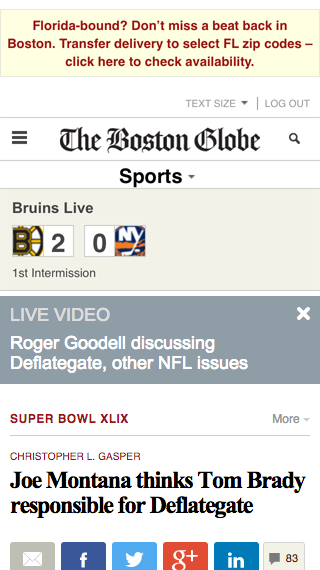 Florida-bound? Don't miss a beat back in
Boston. Transfer delivery to select FL zip codes –
click here to check availability.
TEXT SIZE LOG OUT
The Boston Globe
Sports
Bruins Live
B 2 0 NY
1st Intermission
LIVE VIDEO
Roger Goodell discussing
Deflategate, other NFL issues
SUPER BOWL XLIX More
CHRISTOPHER L. GASPER
Joe Montana thinks Tom Brady
responsible for Deflategate
f g+ in 83